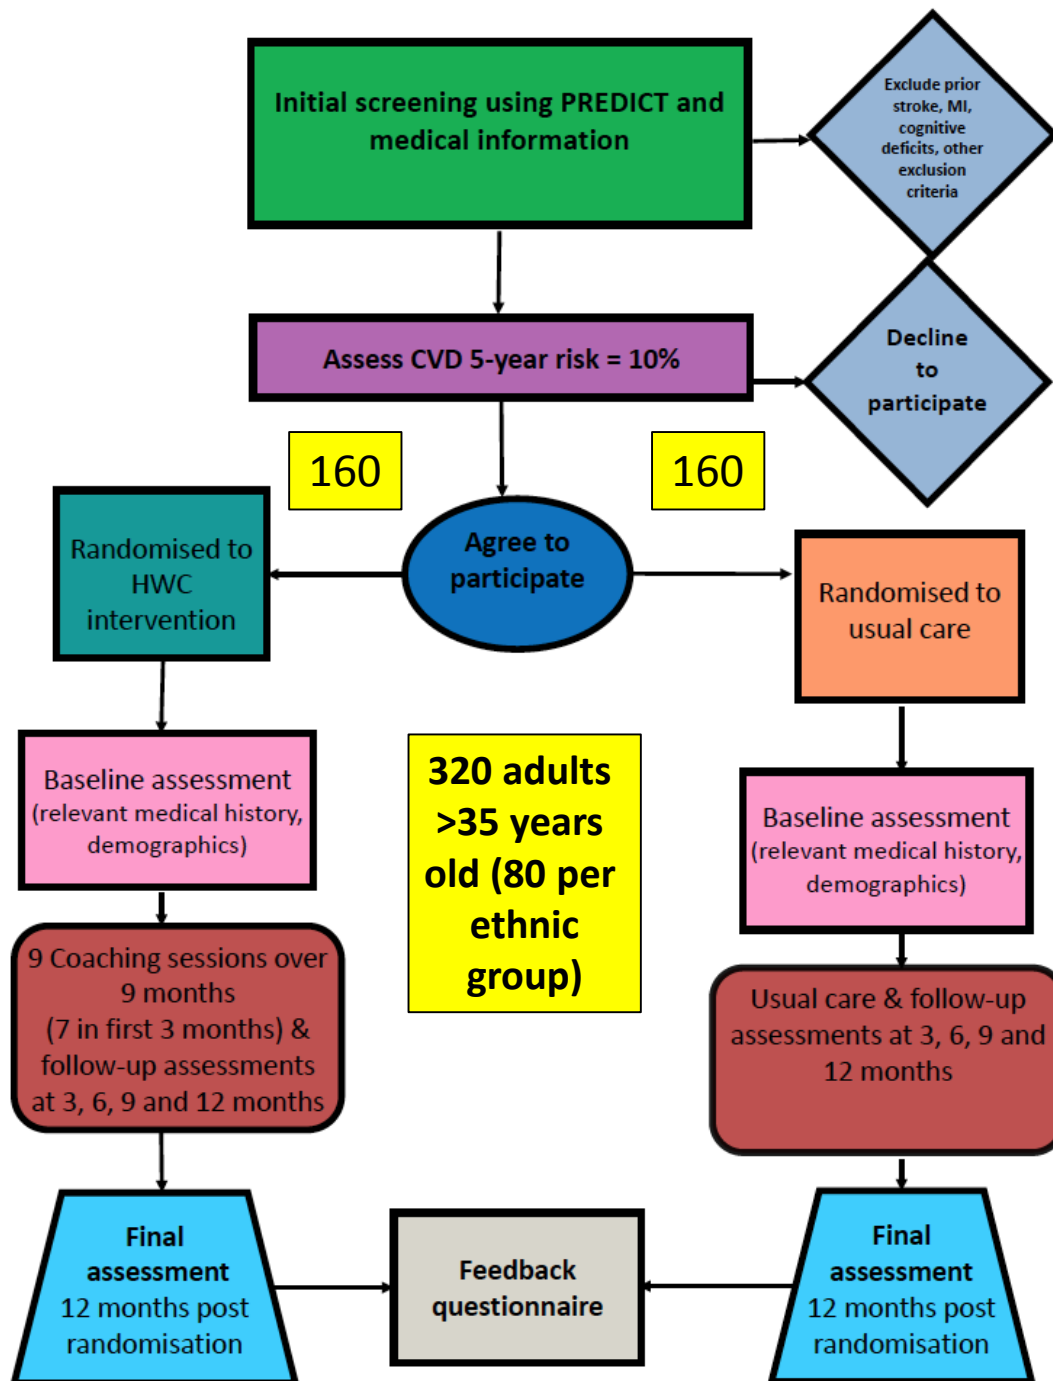 Initial screening using PREDICT and
medical information
Exclude prior
stroke, MI,
cognitive
deficits, other
exclusion
criteria
Assess CVD 5-year risk = 10%
Decline
to
participate
160
160
Agree to
participate
Randomised to
HWC
intervention
Randomised to
usual care
Baseline assessment
(relevant medical history,
demographics)
320 adults
>35 years
old (80 per
ethnic
group)
Baseline assessment
(relevant medical history,
demographics)
9 Coaching sessions over
9 months
(7 in first 3 months) &
follow-up assessments
at 3, 6, 9 and 12 months
Usual care & follow-up
assessments at 3, 6, 9 and
12 months
Final
assessment
12 months post
randomisation
Feedback
questionnaire
Final
assessment
12 months post
randomisation